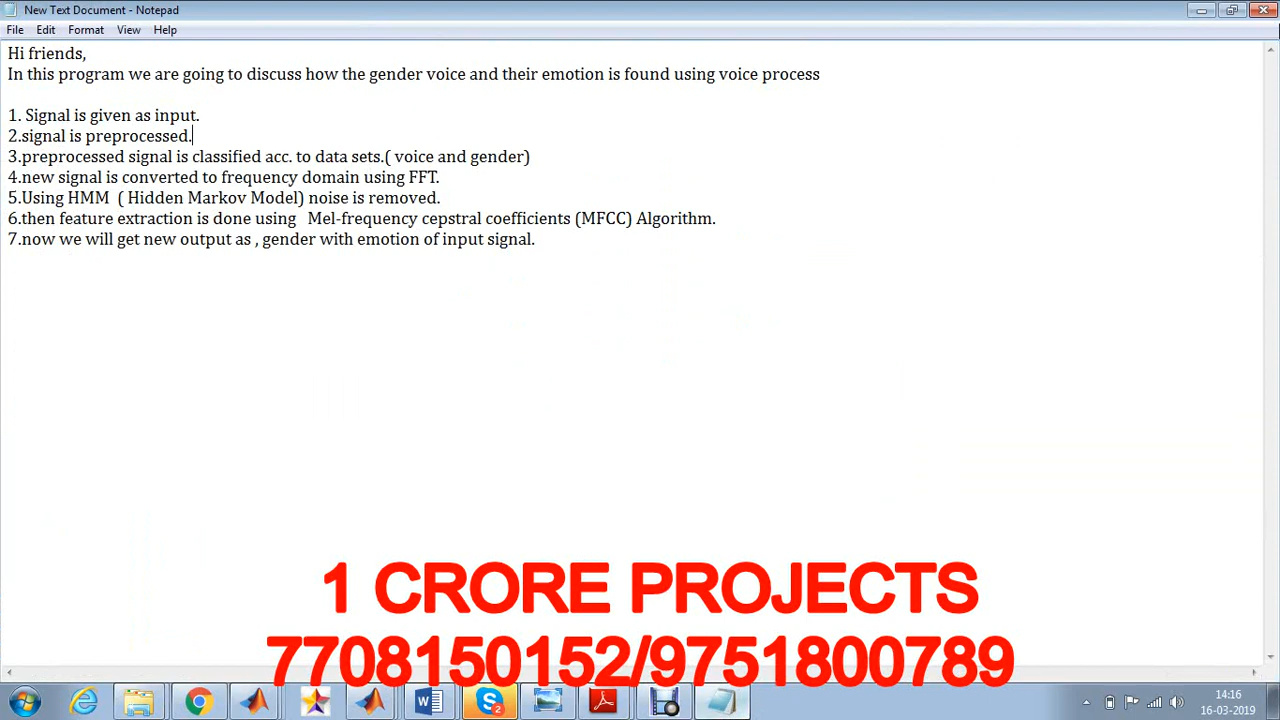 New Text Document - Notepad
File Edit Format View Help
Hi friends,
In this program we are going to discuss how the gender voice and their emotion is found using voice process
1. Signal is given as input.
2.signal is preprocessed.
3.preprocessed signal is classified acc. to data sets.( voice and gender)
4.new signal is converted to frequency domain using FFT.
5.Using HMM ( Hidden Markov Model) noise is removed.
6.then feature extraction is done using Mel-frequency cepstral coefficients (MFCC) Algorithm.
7.now we will get new output as , gender with emotion of input signal.
1 CRORE PROJECTS
7708150152/9751800789
2
14:16
16-03-2019